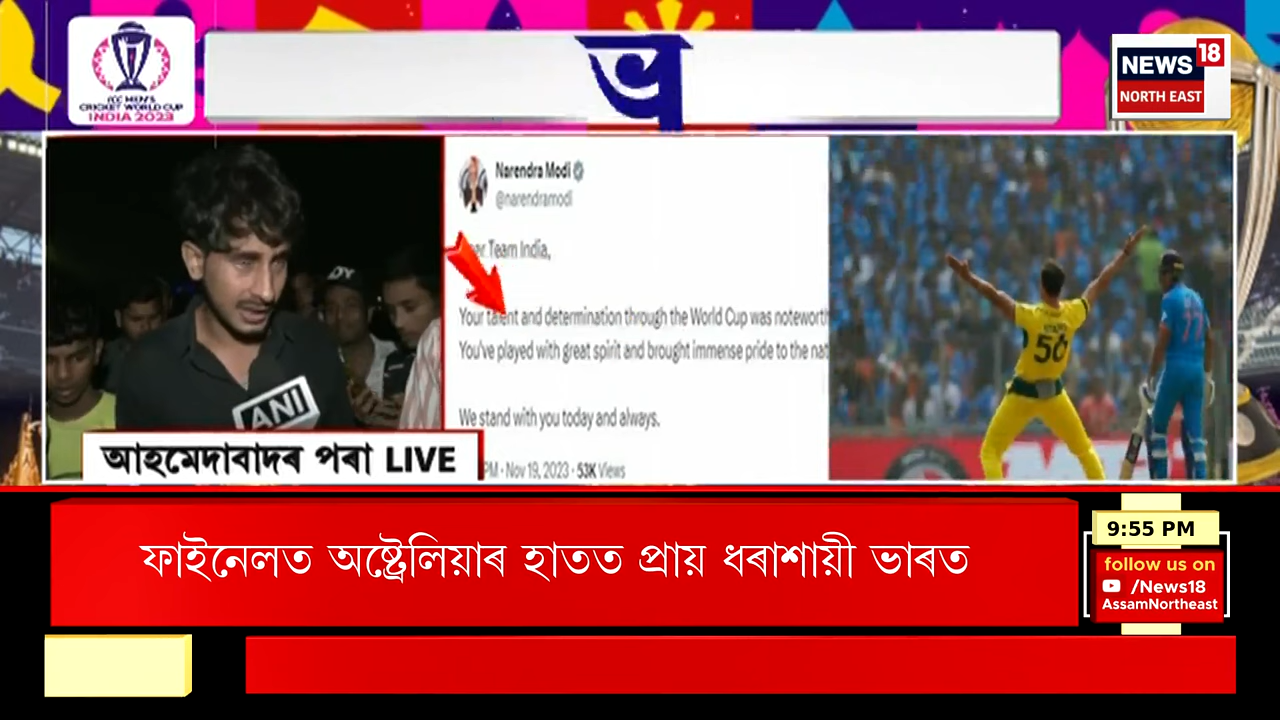 ICC MEN'S
CRICKET WORLD CUP
INDIA 2023
ভ
NEWS 18
NORTH EAST
Narendra Modi
@narendramodi
Team India,
Your talent and determination through the World Cup was
You've played with great spirit and brought immense pride to the
We stand with you today and always.
PM · Nov 19, 2023 · 53K Views
ANI
56
77
আহমেদাবাদৰ পৰা LIVE
ফাইনেলত অষ্ট্ৰেলিয়াৰ হাতত প্ৰায় ধৰাশায়ী ভাৰত
9:55 PM
follow us on
/News18
AssamNortheast